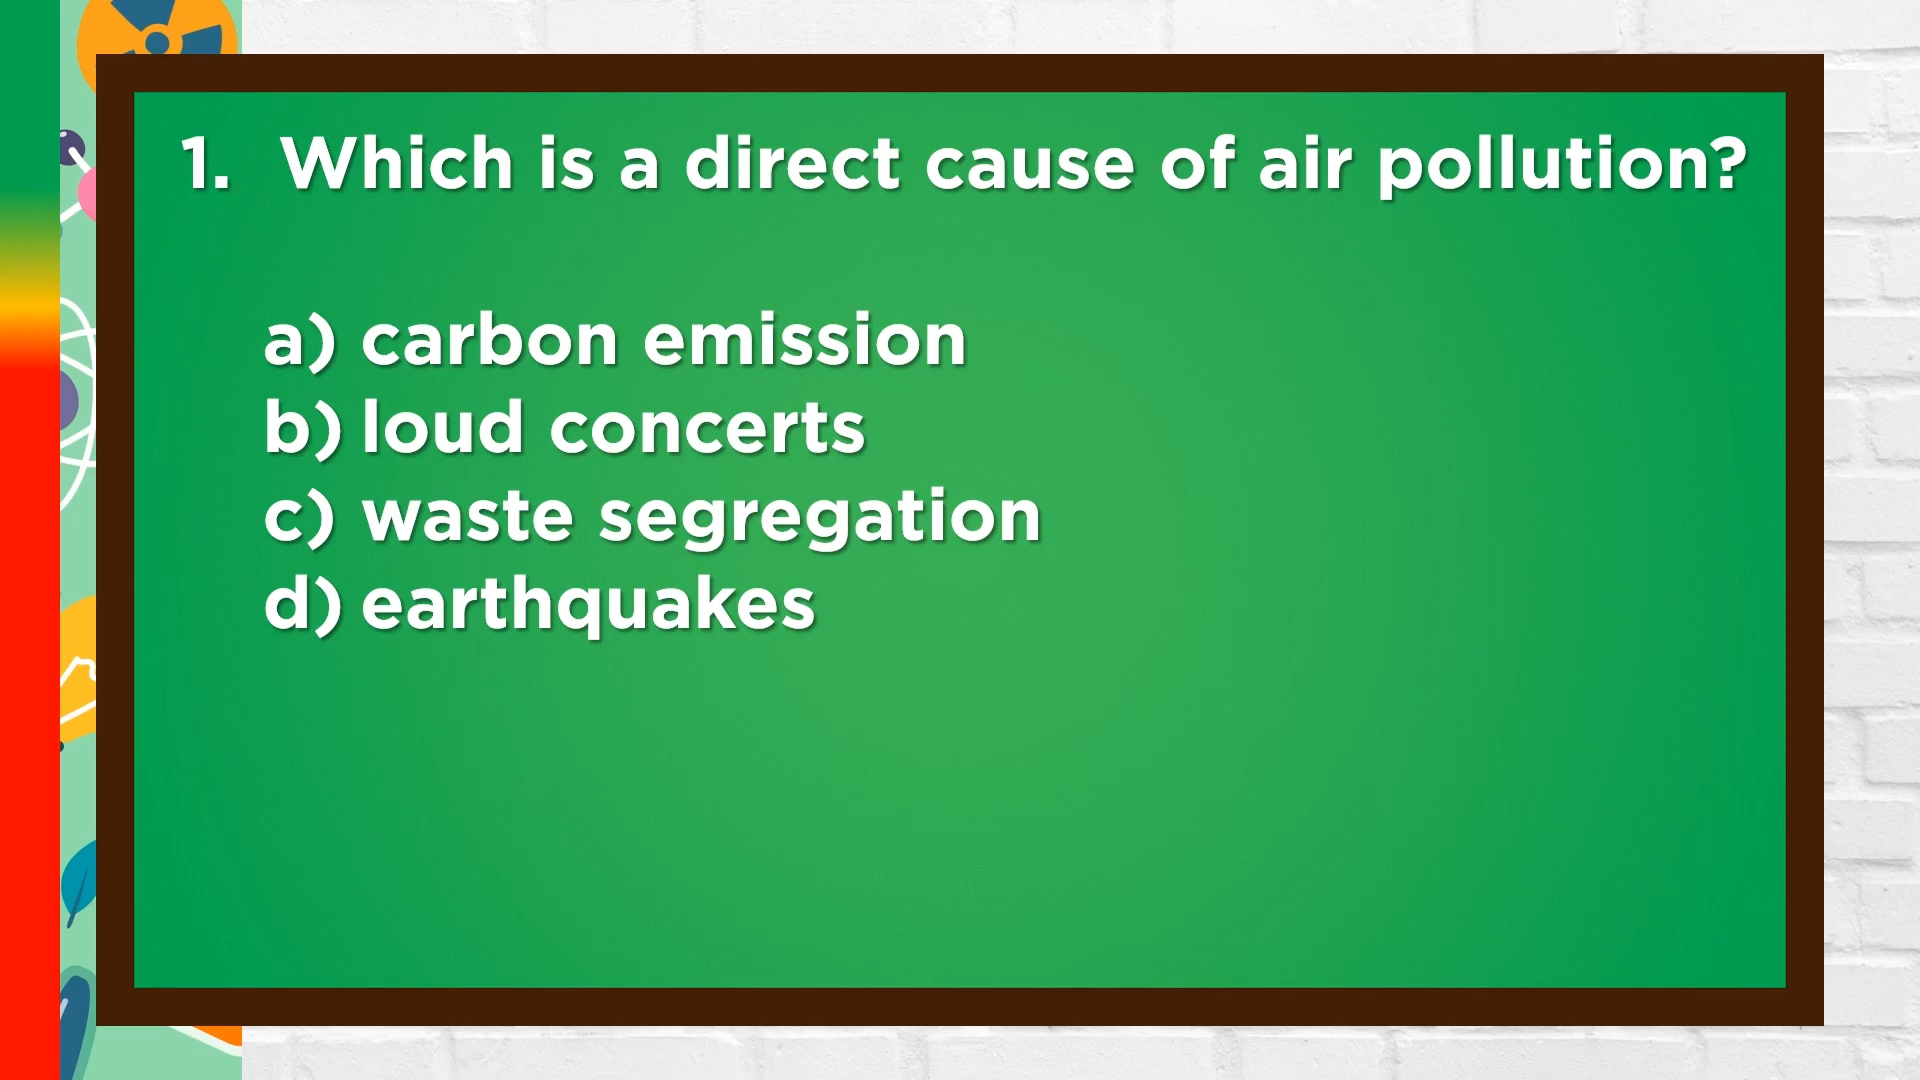 1. Which is a direct cause of air pollution?
a) carbon emission
b) loud concerts
c) waste segregation
d) earthquakes